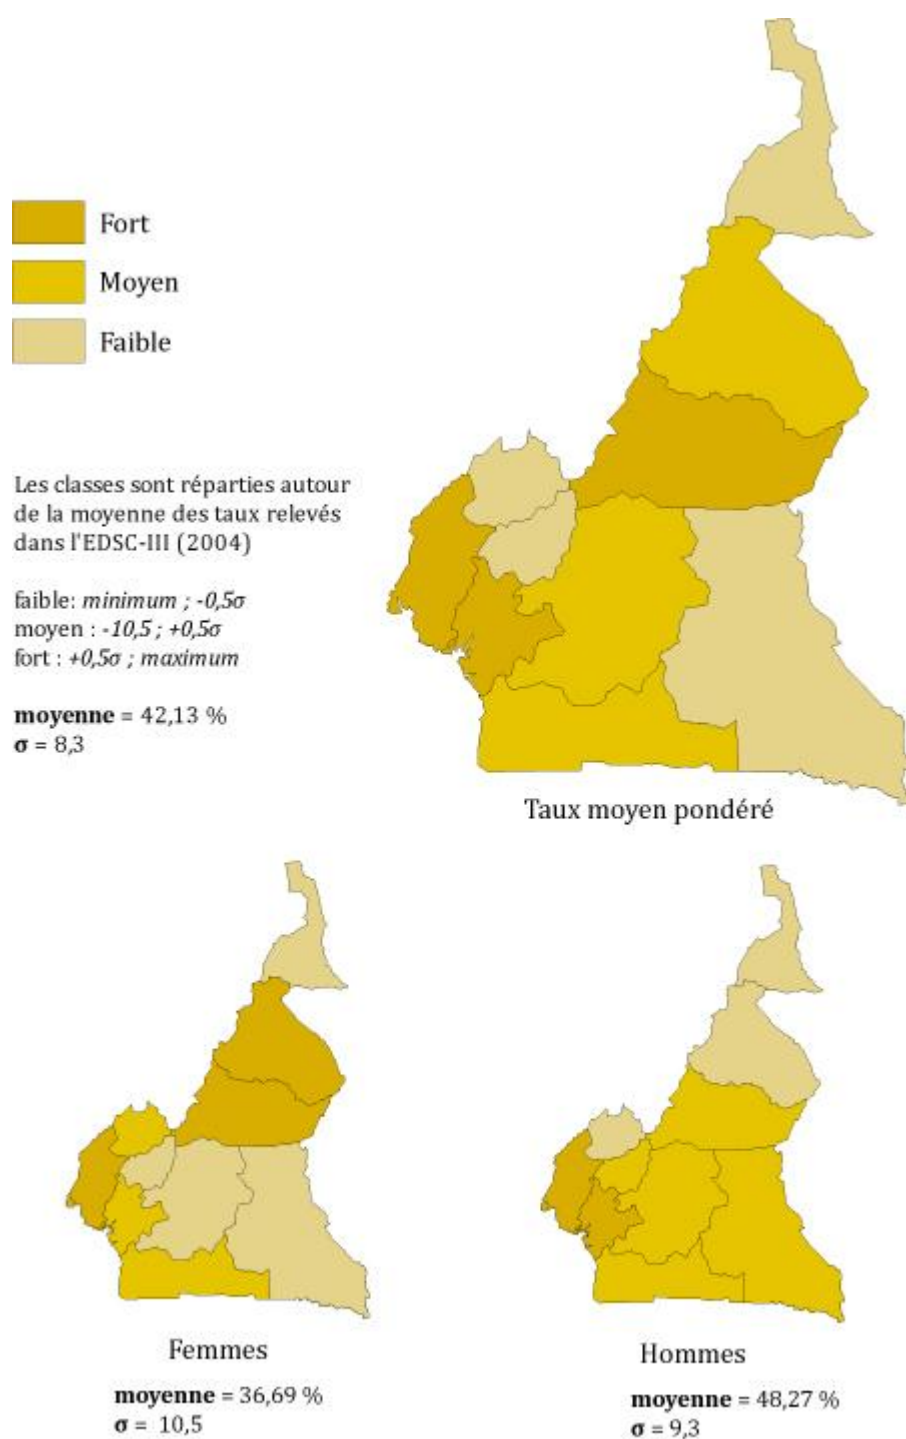 Fort
Moyen
Faible
Les classes sont réparties autour
de la moyenne des taux relevés
dans l'EDSC-III (2004)
faible: minimum ; -0,5σ
moyen : -10,5 ; +0,5σ
fort : +0,5σ ; maximum
moyenne = 42,13 %
σ = 8,3
Taux moyen pondéré
Femmes
moyenne = 36,69 %
σ = 10,5
Hommes
moyenne = 48,27 %
σ = 9,3